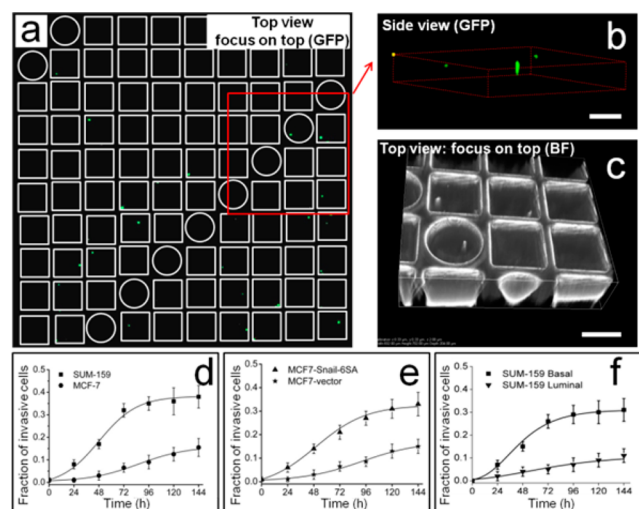 a
Top view
focus on top (GFP)
Side view (GFP)
b
Top view: focus on top (BF)
c
d
SUM-159
MCF-7
Fraction of invasive cells
0.5
0.4
0.3
0.2
0.1
0.0
0 24 48 72 96 120 144
Time (h)
e
MCF7-Snail-6SA
MCF7-vector
Fraction of invasive cells
0.5
0.4
0.3
0.2
0.1
0.0
0 24 48 72 96 120 144
Time (h)
f
SUM-159 Basal
SUM-159 Luminal
Fraction of invasive cells
0.4
0.3
0.2
0.1
0.0
0 24 48 72 96 120 144
Time (h)